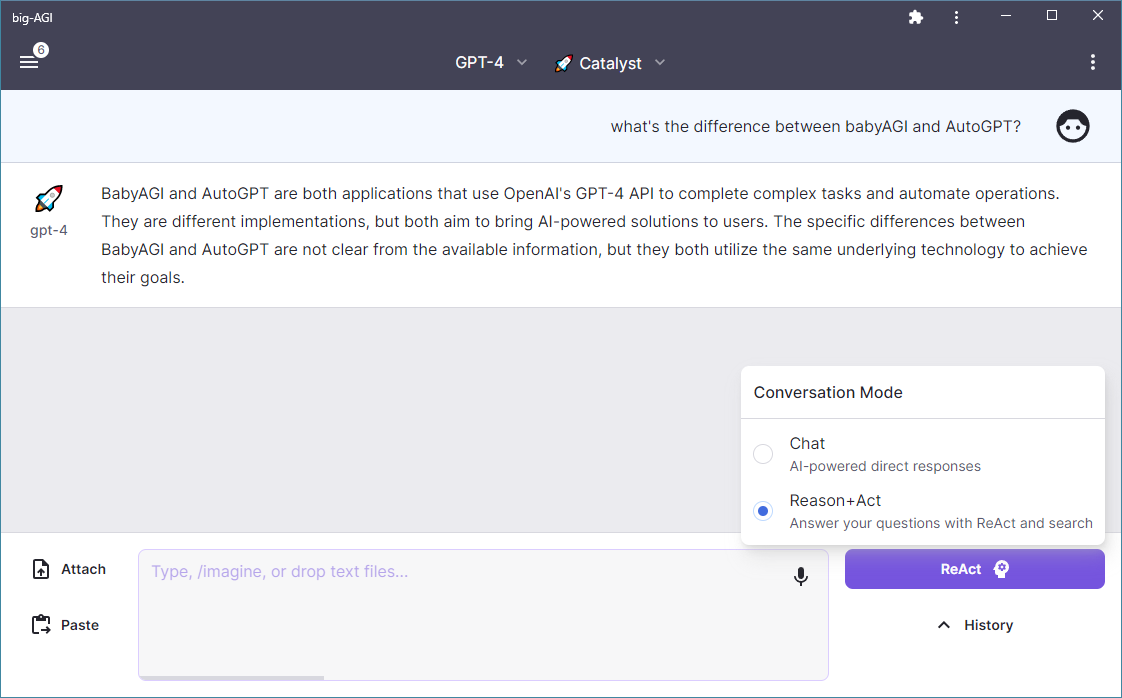 big-AGI
6
GPT-4
Catalyst
what's the difference between babyAGI and AutoGPT?
gpt-4
BabyAGI and AutoGPT are both applications that use OpenAI's GPT-4 API to complete complex tasks and automate operations.
They are different implementations, but both aim to bring AI-powered solutions to users. The specific differences between
BabyAGI and AutoGPT are not clear from the available information, but they both utilize the same underlying technology to achieve
their goals.
Conversation Mode
Chat
AI-powered direct responses
Reason+Act
Answer your questions with ReAct and search
Attach
Paste
Type, /imagine, or drop text files...
ReAct
History